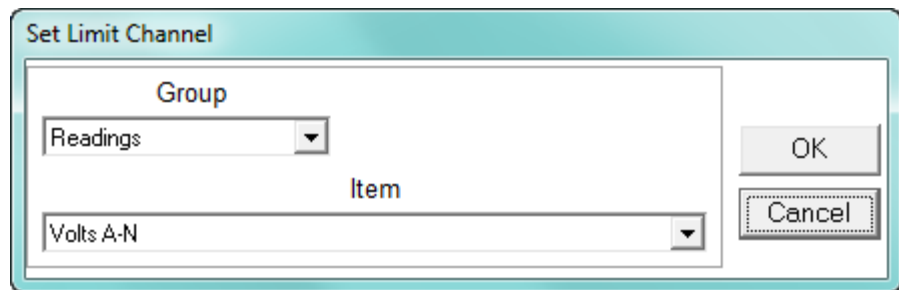 Set Limit Channel
Group
Readings
OK
Item
Volts A-N
Cancel